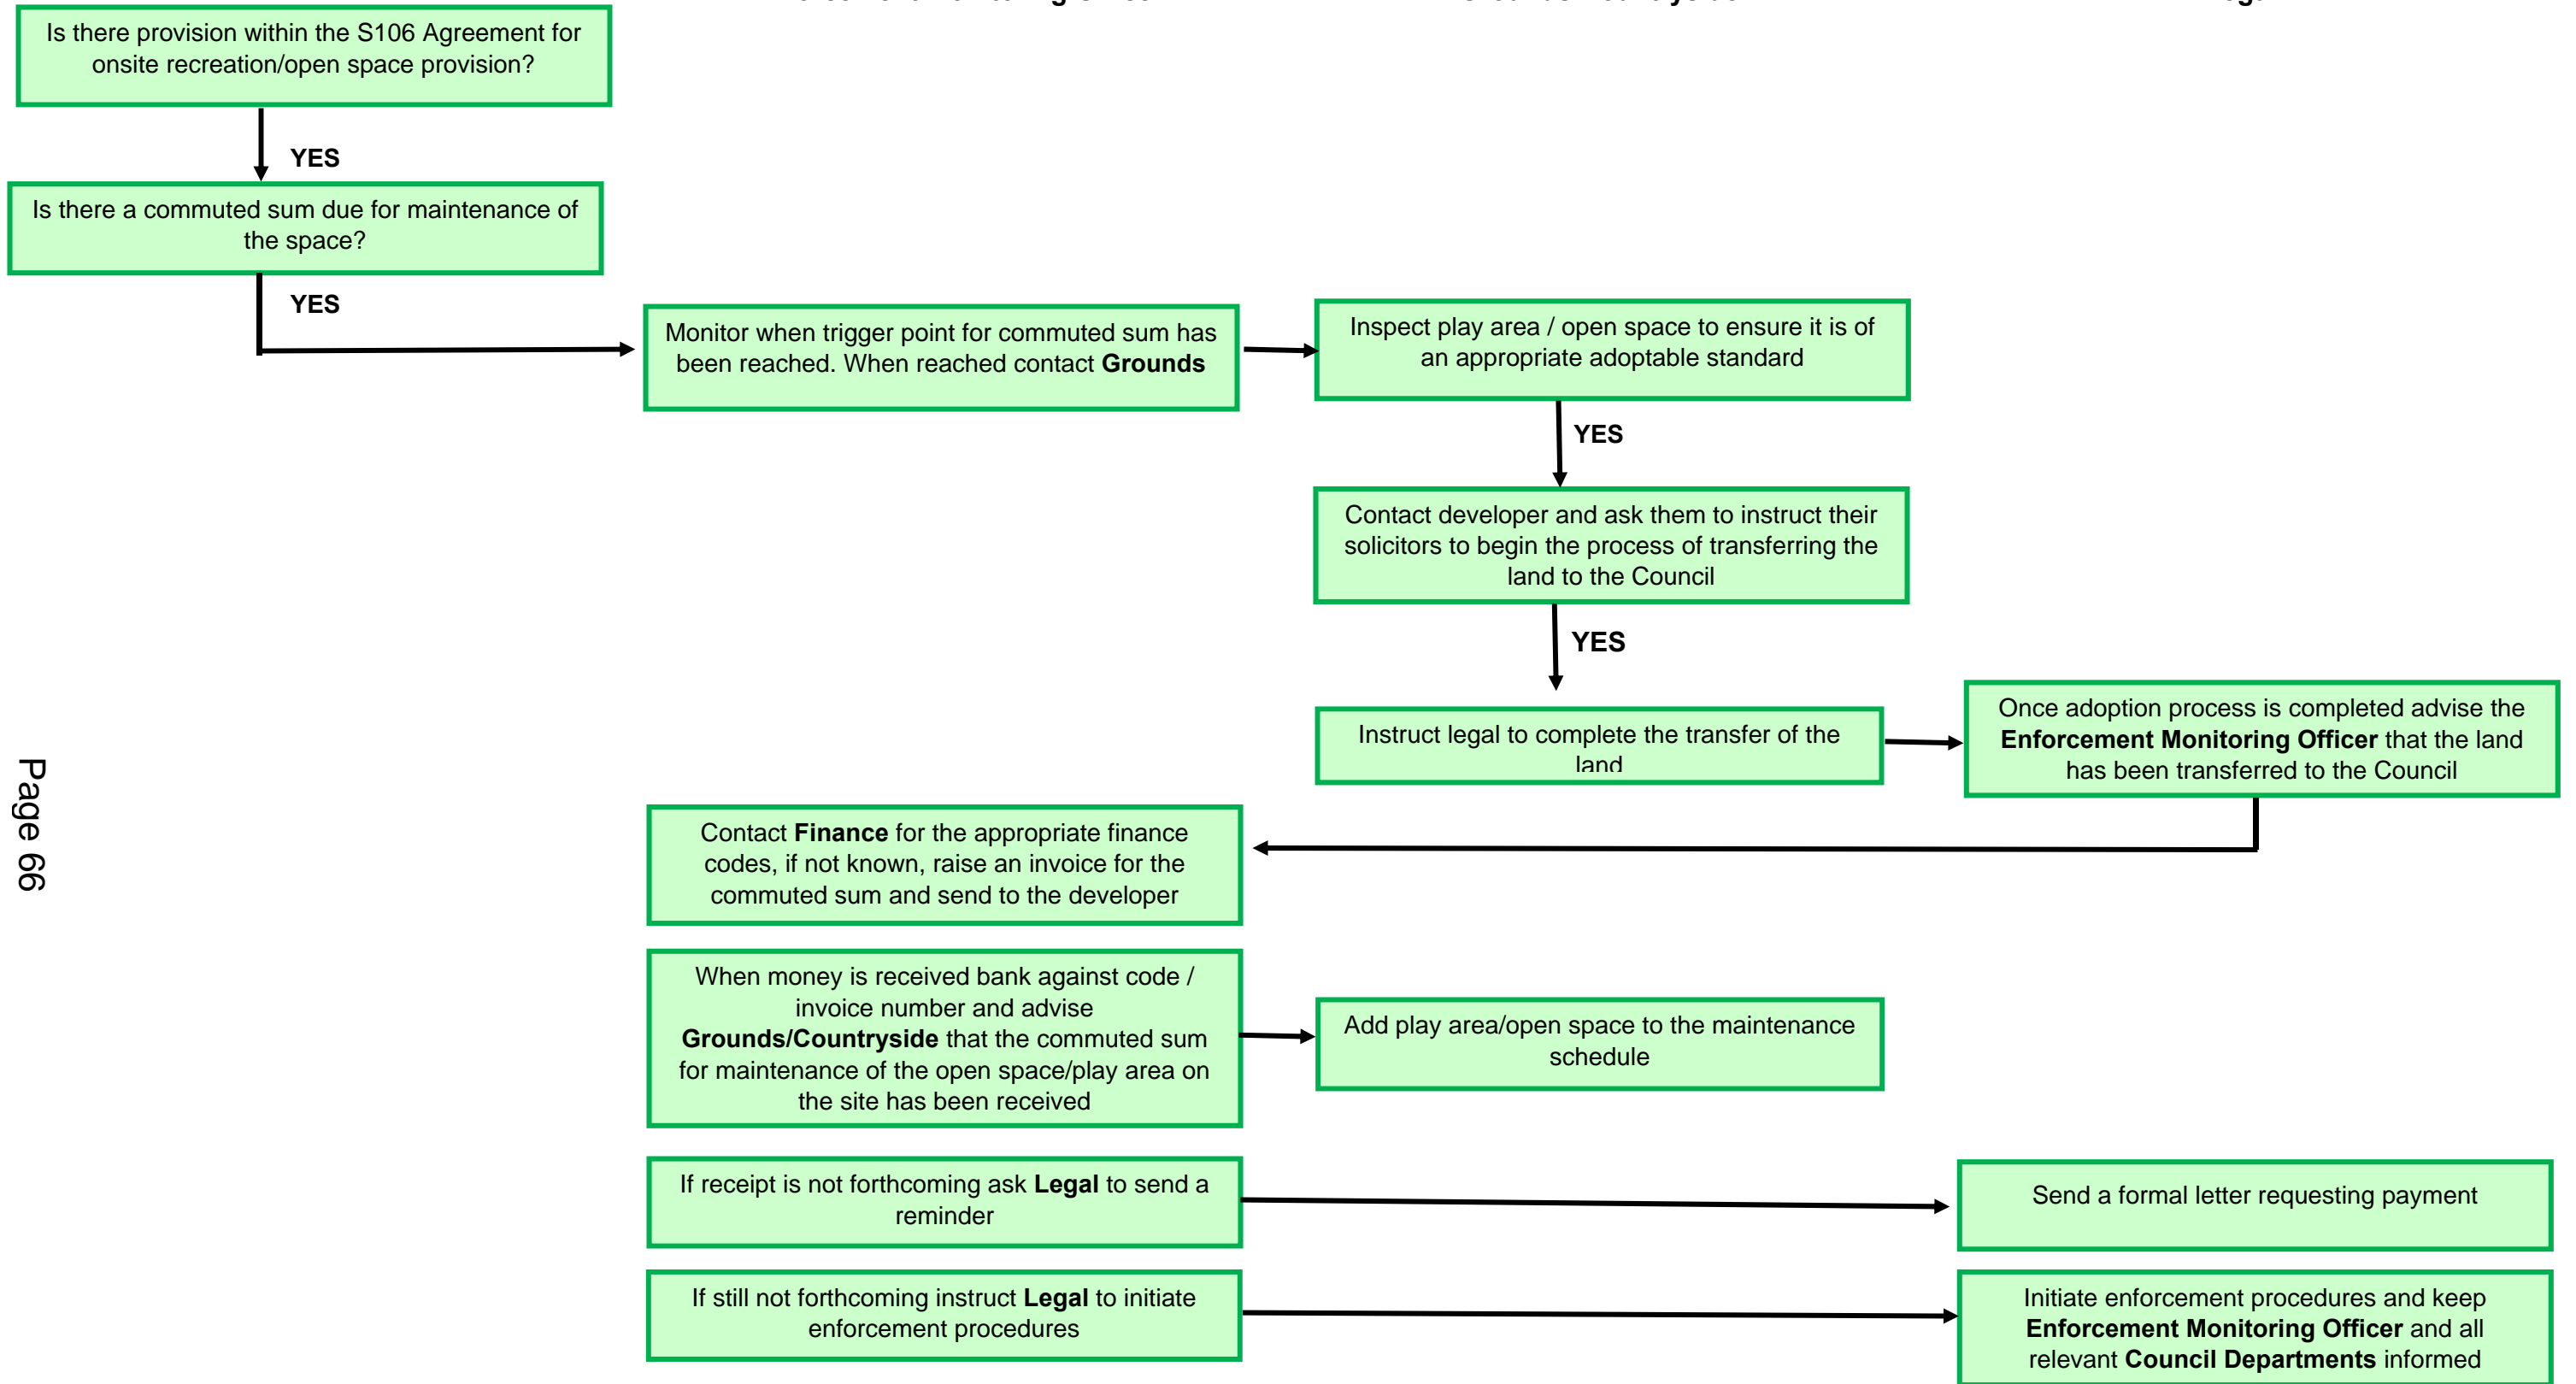 Is there provision within the S106 Agreement for
onsite recreation/open space provision?
YES
Is there a commuted sum due for maintenance of
the space?
YES
Monitor when trigger point for commuted sum has
been reached. When reached contact Grounds
Inspect play area / open space to ensure it is of
an appropriate adoptable standard
YES
Contact developer and ask them to instruct their
solicitors to begin the process of transferring the
land to the Council
YES
Instruct legal to complete the transfer of the
land
Once adoption process is completed advise the
Enforcement Monitoring Officer that the land
has been transferred to the Council
Contact Finance for the appropriate finance
codes, if not known, raise an invoice for the
commuted sum and send to the developer
When money is received bank against code /
invoice number and advise
Grounds/Countryside that the commuted sum
for maintenance of the open space/play area on
the site has been received
Add play area/open space to the maintenance
schedule
If receipt is not forthcoming ask Legal to send a
reminder
Send a formal letter requesting payment
If still not forthcoming instruct Legal to initiate
enforcement procedures
Initiate enforcement procedures and keep
Enforcement Monitoring Officer and all
relevant Council Departments informed
Page 66